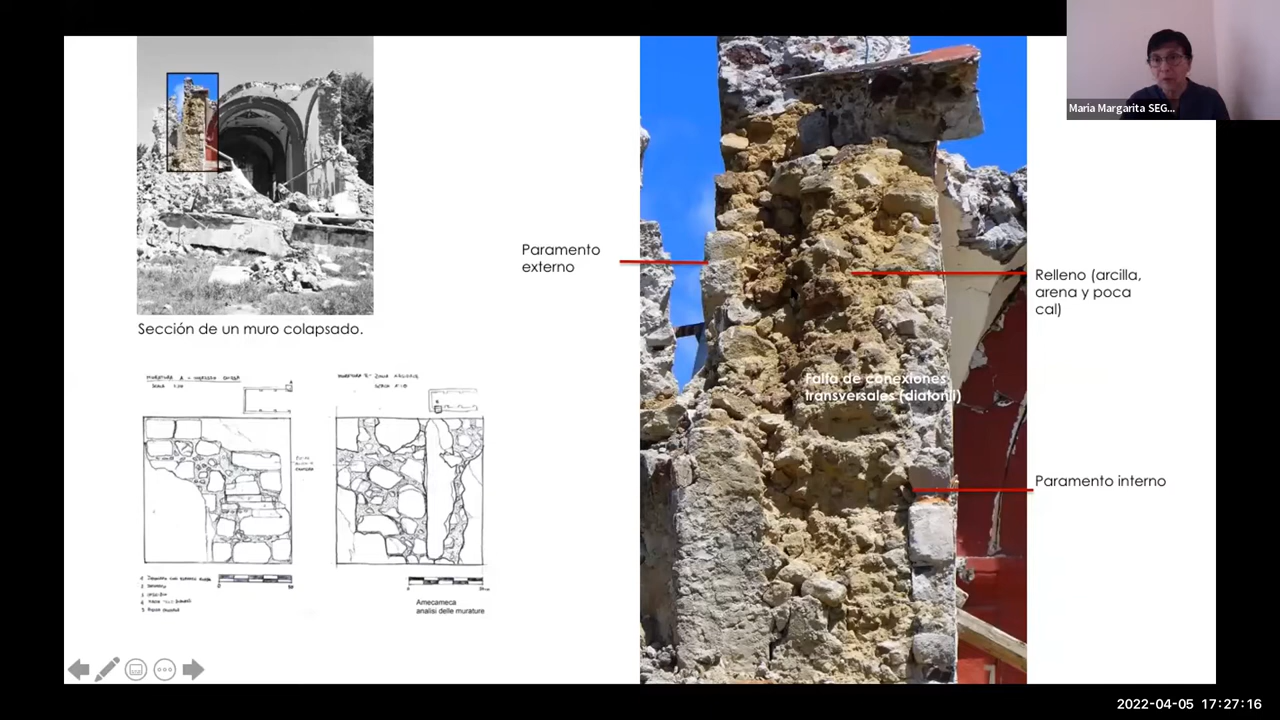 Maria Margarita SEG...
Paramento
externo
Relleno (arcilla,
arena y poca
cal)
Sección de un muro colapsado.
Falta de conexiones
transversales (diatoni)
Paramento interno
Amecameca
analisi delle murature
2022-04-05 17:27:16